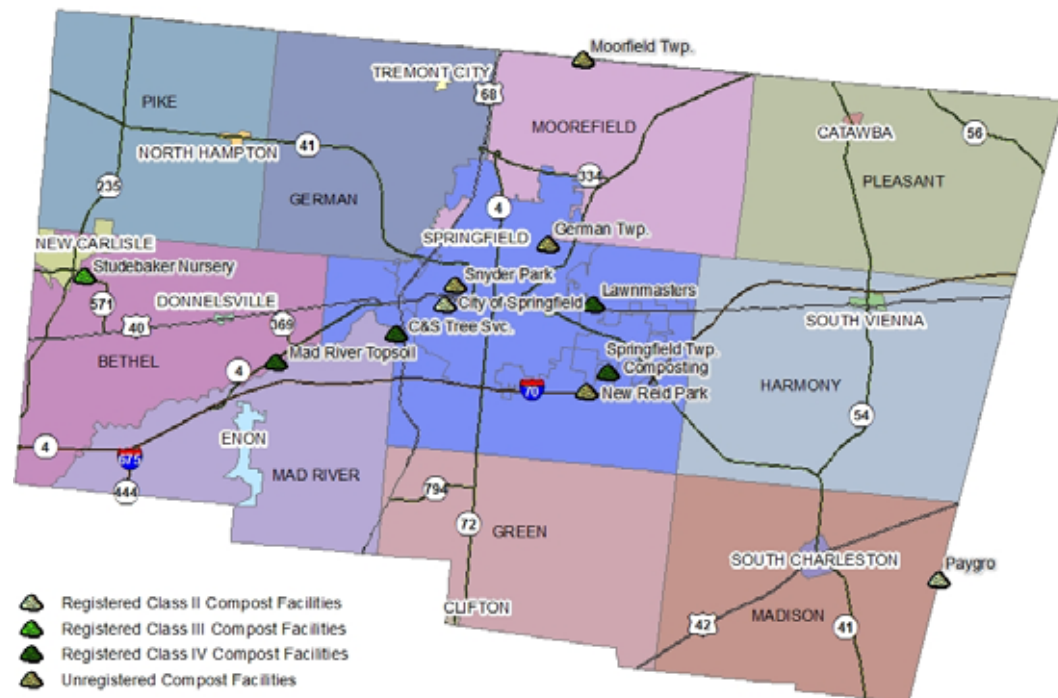 Moorfield Twp.
TREMONT CITY
68
PIKE
MOOREFIELD
CATAWBA
56
NORTH HAMPTON
41
334
PLEASANT
235
GERMAN
4
NEW CARLISLE
SPRINGFIELD
German Twp.
Studebaker Nursery
Snyder Park
571
DONNELSVILLE
City of Springfield
Lawnmasters
40
369
C&S Tree Svc.
SOUTH VIENNA
BETHEL
Mad River Topsoil
Springfield Twp.
Composting
4
70
New Reid Park
HARMONY
54
4
ENON
675
MAD RIVER
444
794
72
GREEN
SOUTH CHARLESTON
Paygro
CLIFTON
42
MADISON
41
Registered Class II Compost Facilities
Registered Class III Compost Facilities
Registered Class IV Compost Facilities
Unregistered Compost Facilities